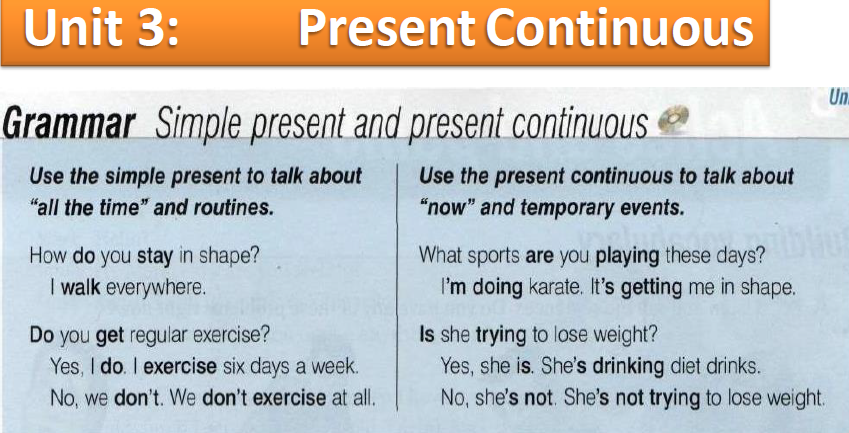 Unit 3: Present Continuous
Un
Grammar Simple present and present continuous
Use the simple present to talk about
“all the time” and routines.
How do you stay in shape?
I walk everywhere.
Do you get regular exercise?
Yes, I do. I exercise six days a week.
No, we don't. We don't exercise at all.
Use the present continuous to talk about
“now” and temporary events.
What sports are you playing these days?
I'm doing karate. It's getting me in shape.
Is she trying to lose weight?
Yes, she is. She's drinking diet drinks.
No, she's not. She's not trying to lose weight.